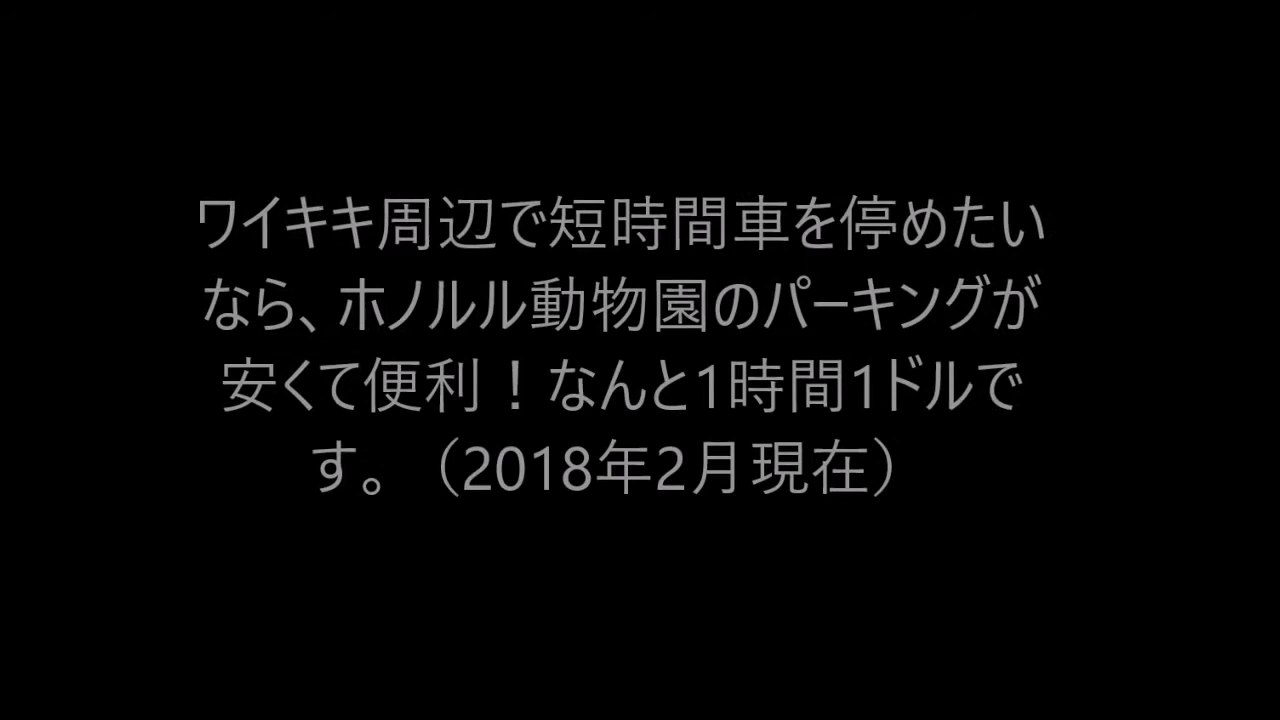 ワイキキ周辺で短時間車を停めたい
なら、ホノルル動物園のパーキングが
安くて便利！なんと1時間1ドルで
す。（2018年2月現在）